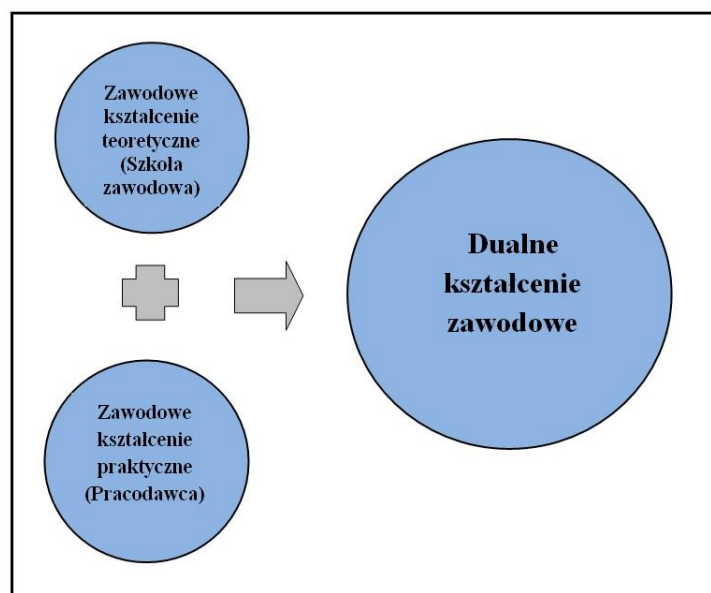 Zawodowe
kształcenie
teoretyczne
(Szkoła
zawodowa)
Dualne
kształcenie
zawodowe
Zawodowe
kształcenie
praktyczne
(Pracodawca)